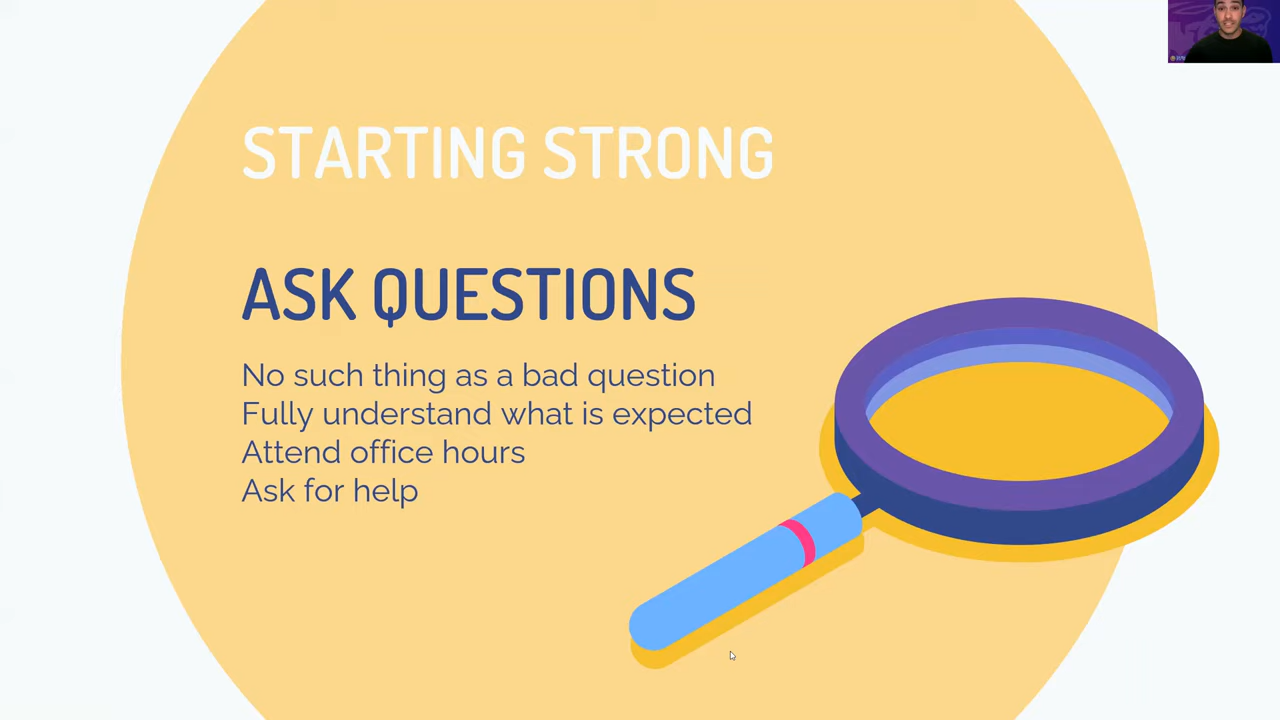 STARTING STRONG
ASK QUESTIONS
No such thing as a bad question
Fully understand what is expected
Attend office hours
Ask for help